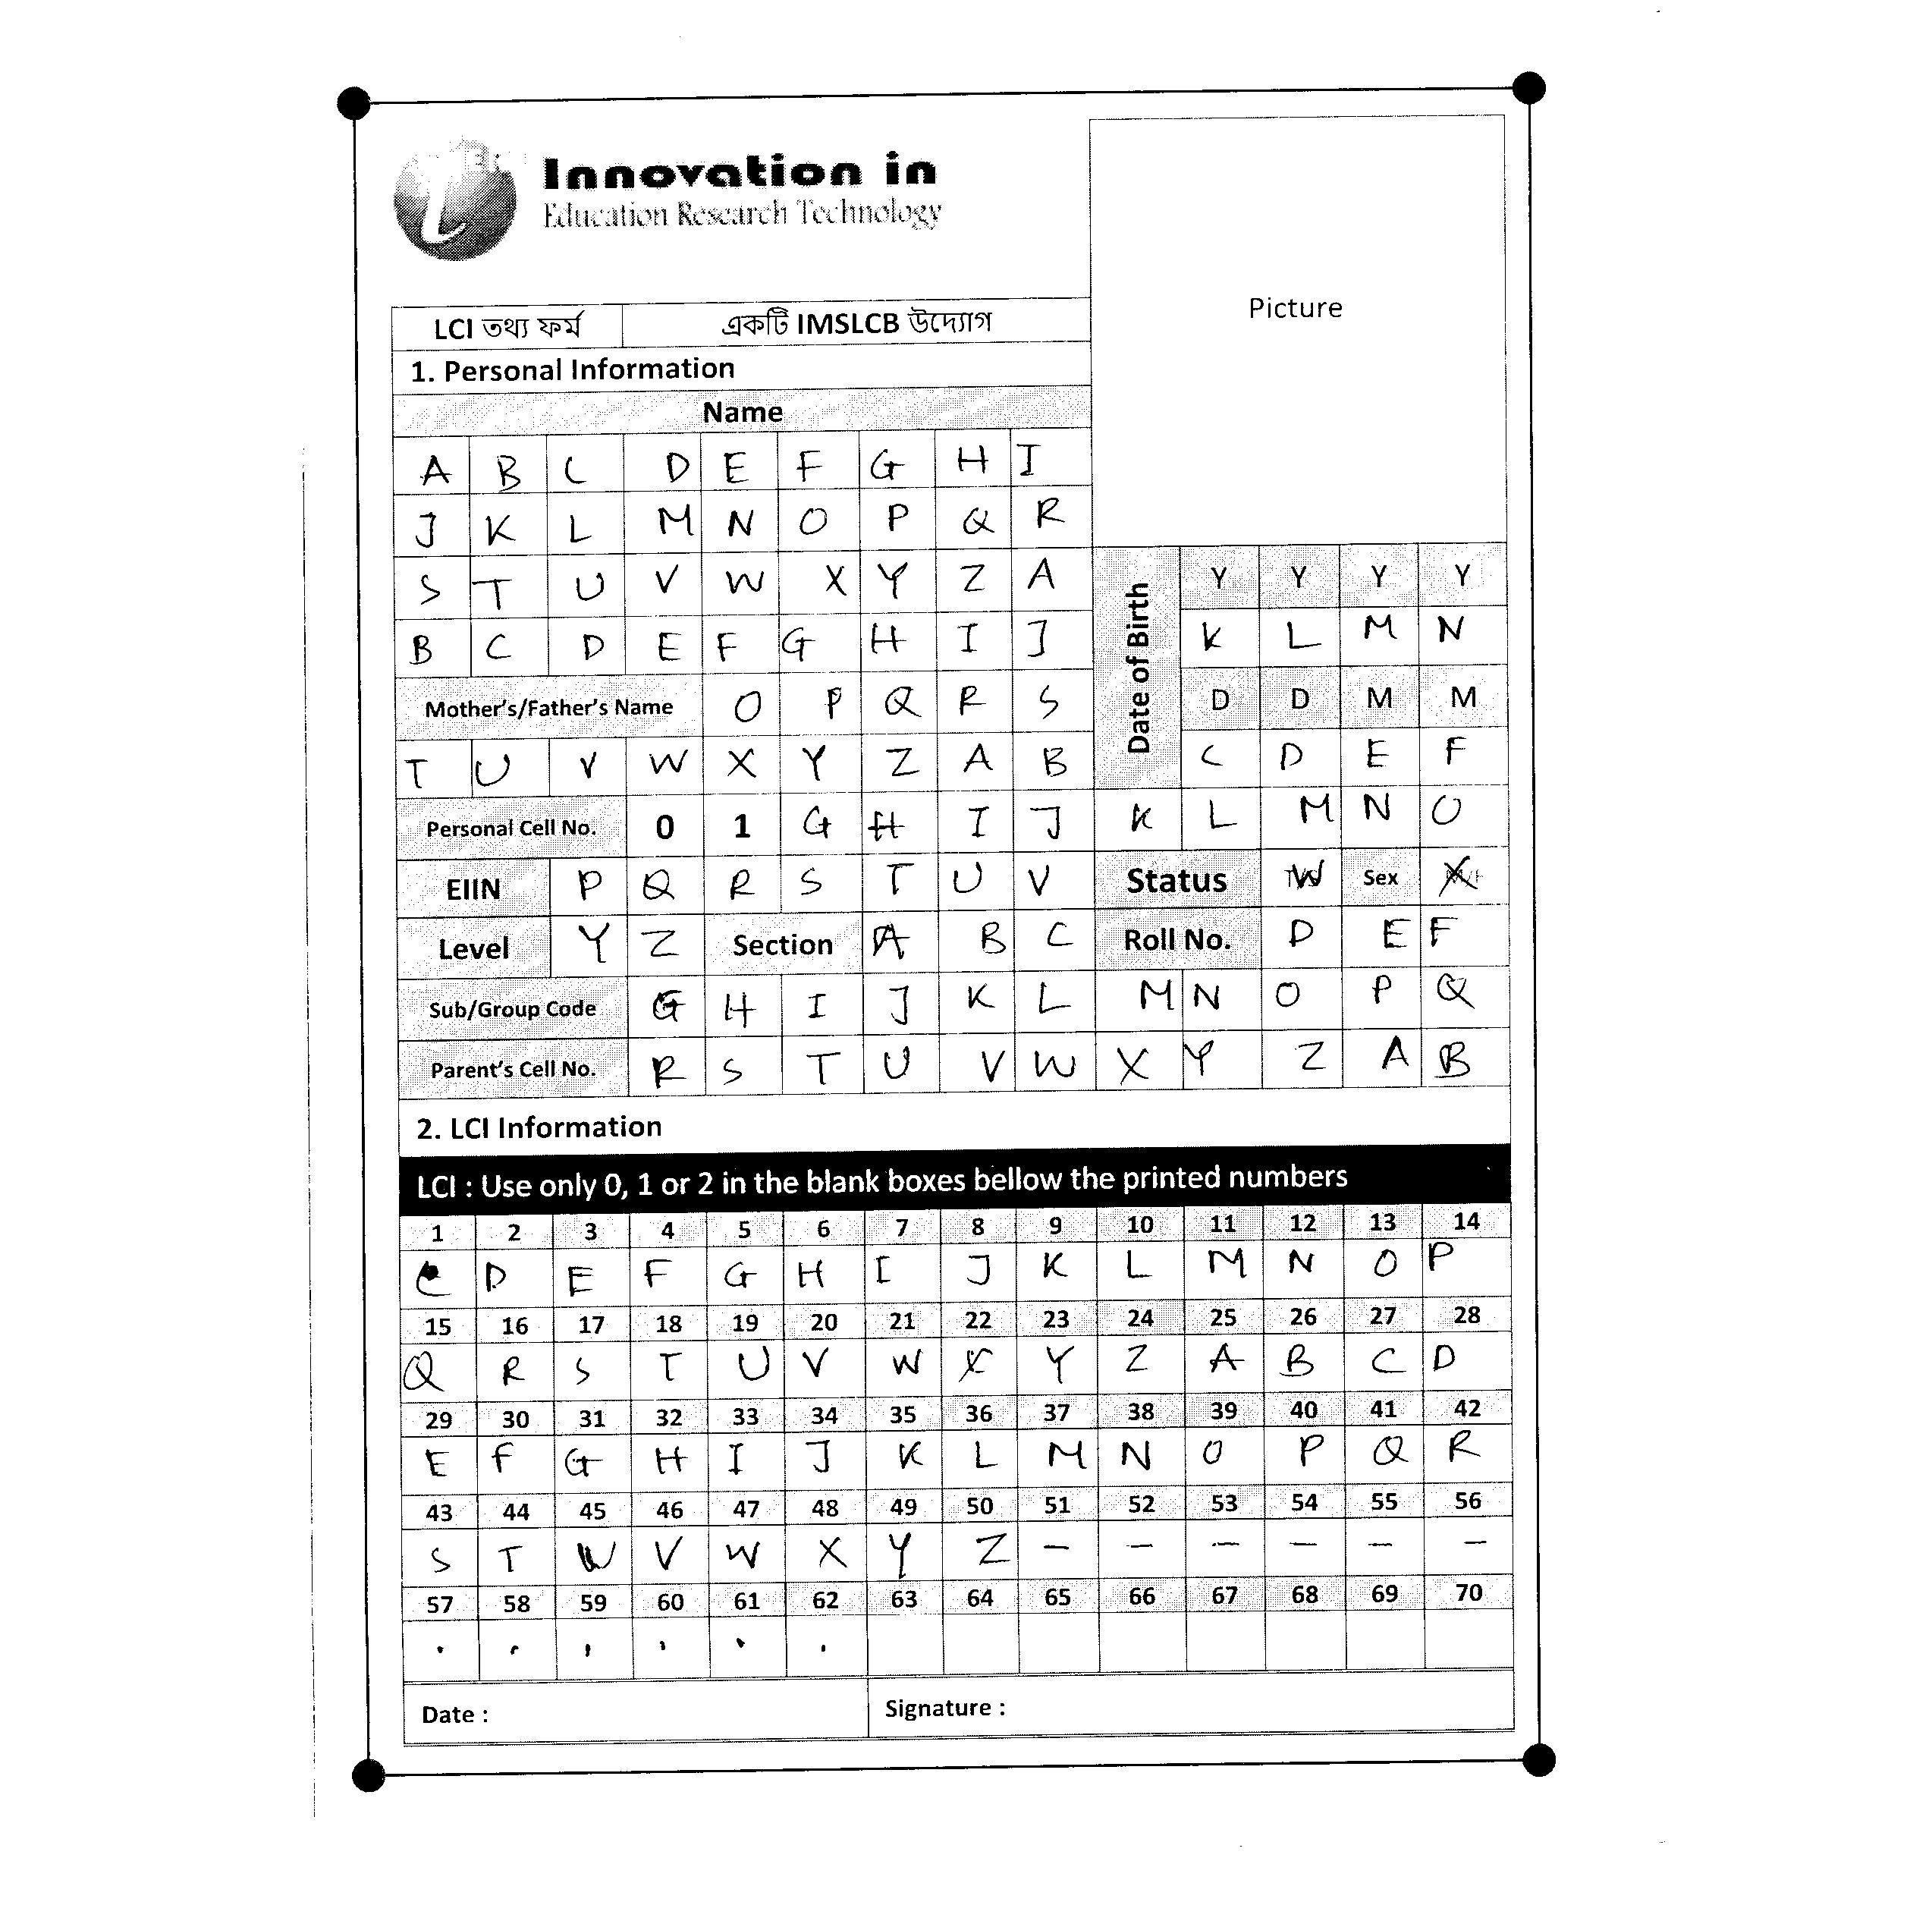 Innovation in
Education Research Technology
Picture
LCI তথ্য ফর্ম একটি IMSLCB উদ্যোগ
1. Personal Information
Name
A B C D E F G H I
J K L M N O P Q R
S T U V W X Y Z A
Date of Birth
Y Y Y Y
B C D E F G H I J K L M N
Mother's/Father's Name O P Q R S D D M M
T U V W X Y Z A B C D E F
Personal Cell No. 0 1 G H I J K L M N O
EIIN P Q R S T U V Status W Sex X
Level Y Z Section A B C Roll No. D E F
Sub/Group Code G H I J K L M N O P Q
Parent's Cell No. R S T U V W X Y Z A B
2. LCI Information
LCI : Use only 0, 1 or 2 in the blank boxes bellow the printed numbers
1 2 3 4 5 6 7 8 9 10 11 12 13 14
C D E F G H I J K L M N O P
15 16 17 18 19 20 21 22 23 24 25 26 27 28
Q R S T U V W X Y Z A B C D
29 30 31 32 33 34 35 36 37 38 39 40 41 42
E F G H I J K L M N O P Q R
43 44 45 46 47 48 49 50 51 52 53 54 55 56
S T U V W X Y Z – – – – – –
57 58 59 60 61 62 63 64 65 66 67 68 69 70
Date : Signature :